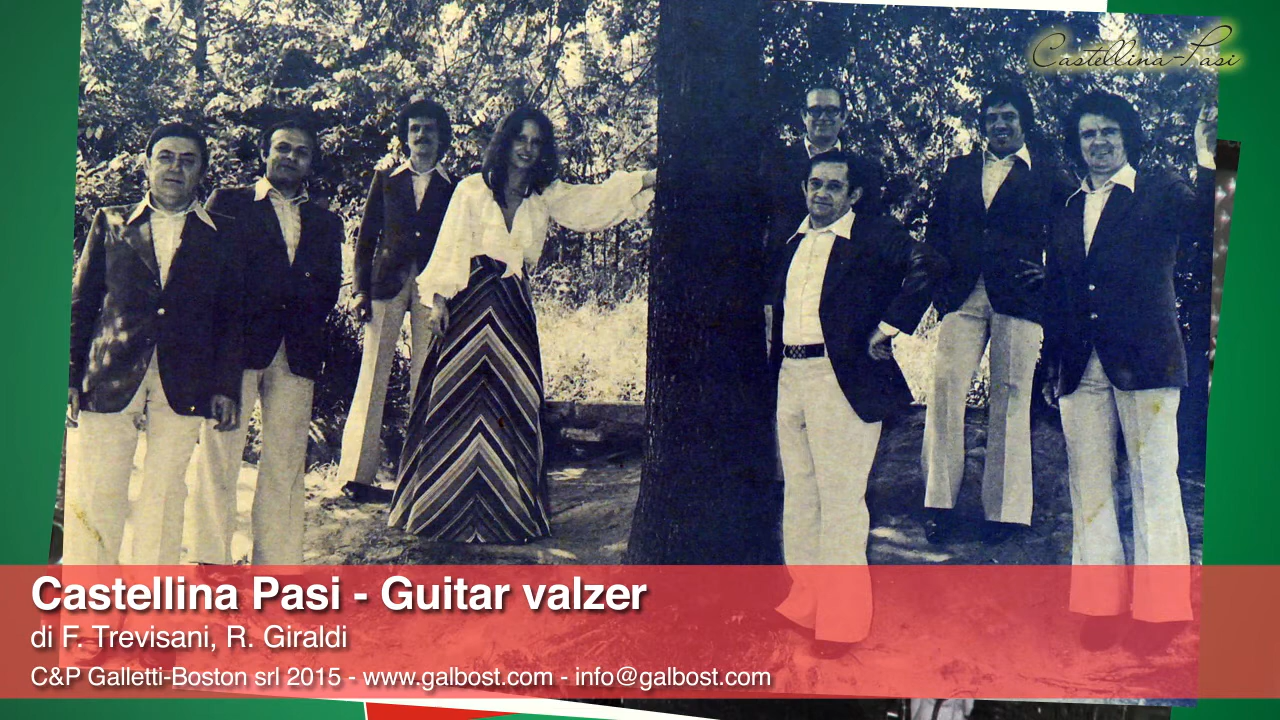 Castellina-Pasi
Castellina Pasi - Guitar valzer
di F. Trevisani, R. Giraldi
C&P Galletti-Boston srl 2015 - www.galbost.com - info@galbost.com